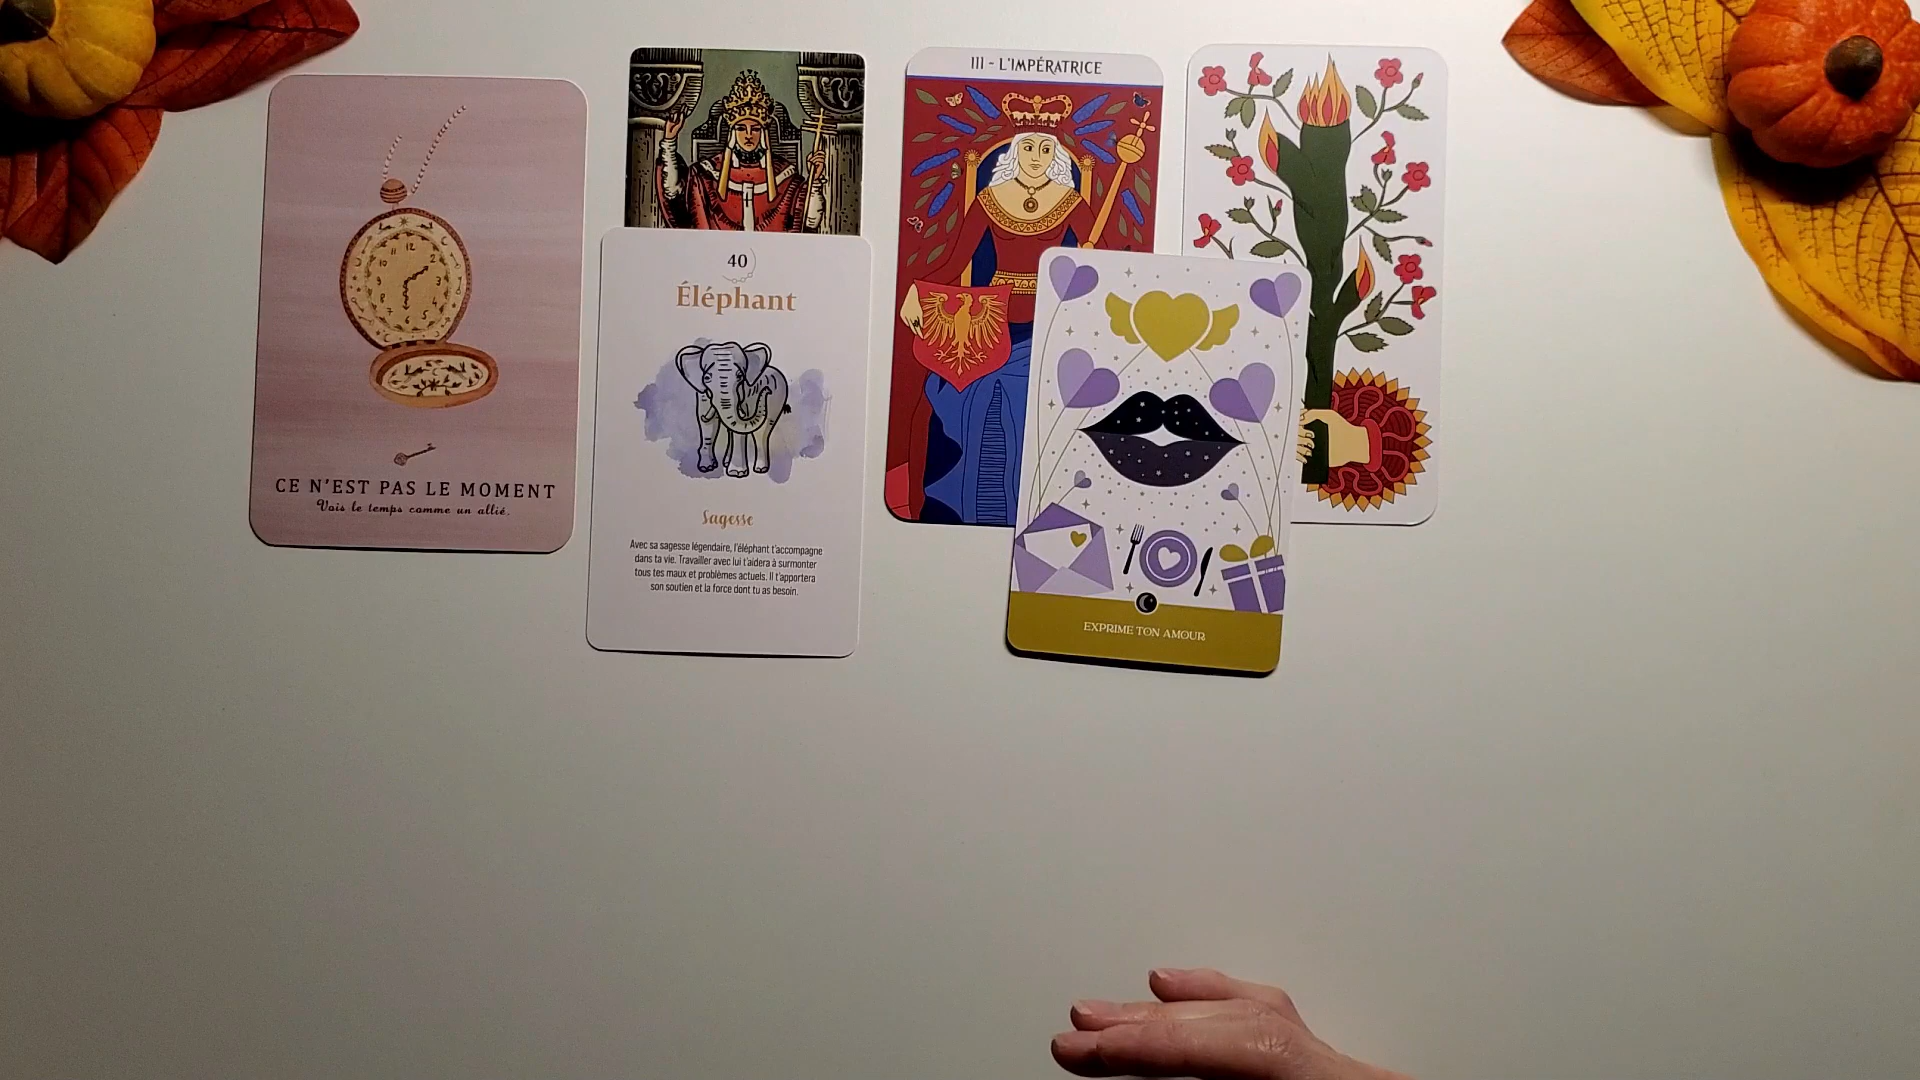 CE N'EST PAS LE MOMENT
Vois le temps comme un allié.
40
Éléphant
Sagesse
Avec sa sagesse légendaire, l'éléphant t'accompagne
dans ta vie. Travailler avec lui t'aidera à surmonter
tous tes maux et problèmes actuels. Il t'apportera
son soutien et la force dont tu as besoin.
III - L'IMPÉRATRICE
EXPRIME TON AMOUR